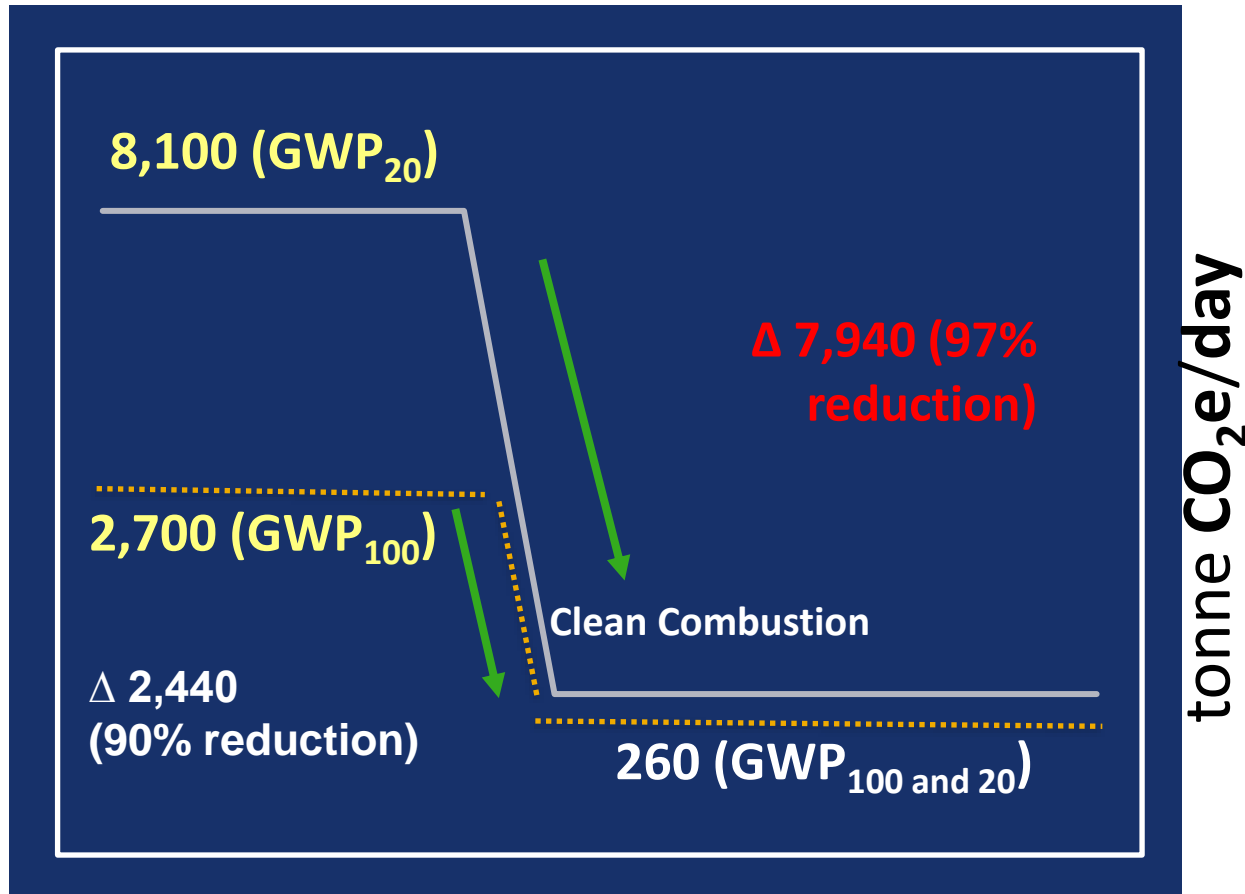 8,100 (GWP₂₀)
Δ 7,940 (97%
reduction)
2,700 (GWP₁₀₀)
Clean Combustion
Δ 2,440
(90% reduction)
260 (GWP₁₀₀ and ₂₀)
tonne CO₂e/day